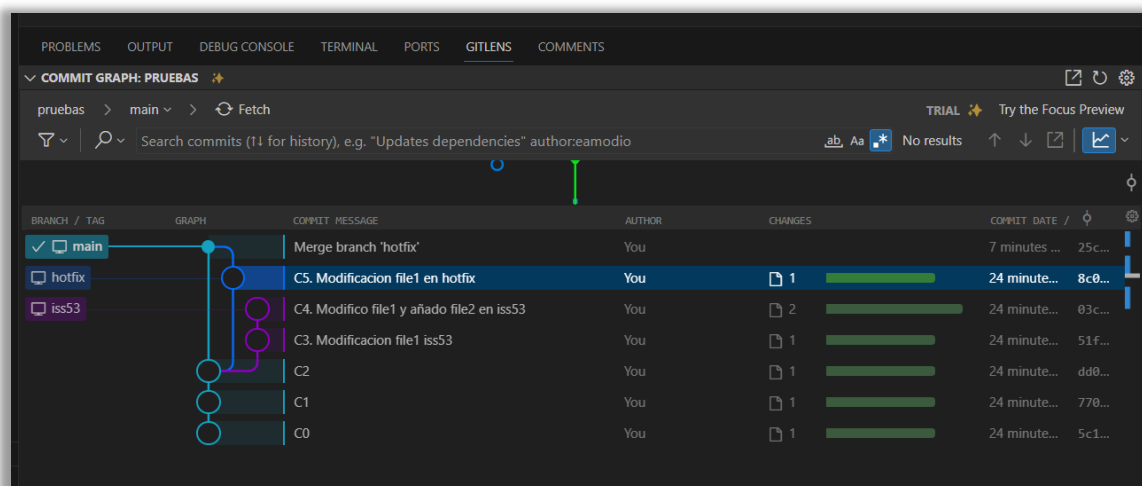 PROBLEMS OUTPUT DEBUG CONSOLE TERMINAL PORTS GITLENS COMMENTS
COMMIT GRAPH: PRUEBAS
pruebas > main > Fetch TRIAL Try the Focus Preview
Search commits (↑↓ for history), e.g. "Updates dependencies" author:eamodio ab Aa .* No results
BRANCH / TAG GRAPH COMMIT MESSAGE AUTHOR CHANGES COMMIT DATE /
main Merge branch 'hotfix' You 7 minutes ... 25c...
hotfix C5. Modificacion file1 en hotfix You 1 24 minute... 8c0...
iss53 C4. Modifico file1 y añado file2 en iss53 You 2 24 minute... 03c...
C3. Modificacion file1 iss53 You 1 24 minute... 51f...
C2 You 1 24 minute... dd0...
C1 You 1 24 minute... 770...
C0 You 1 24 minute... 5c1...